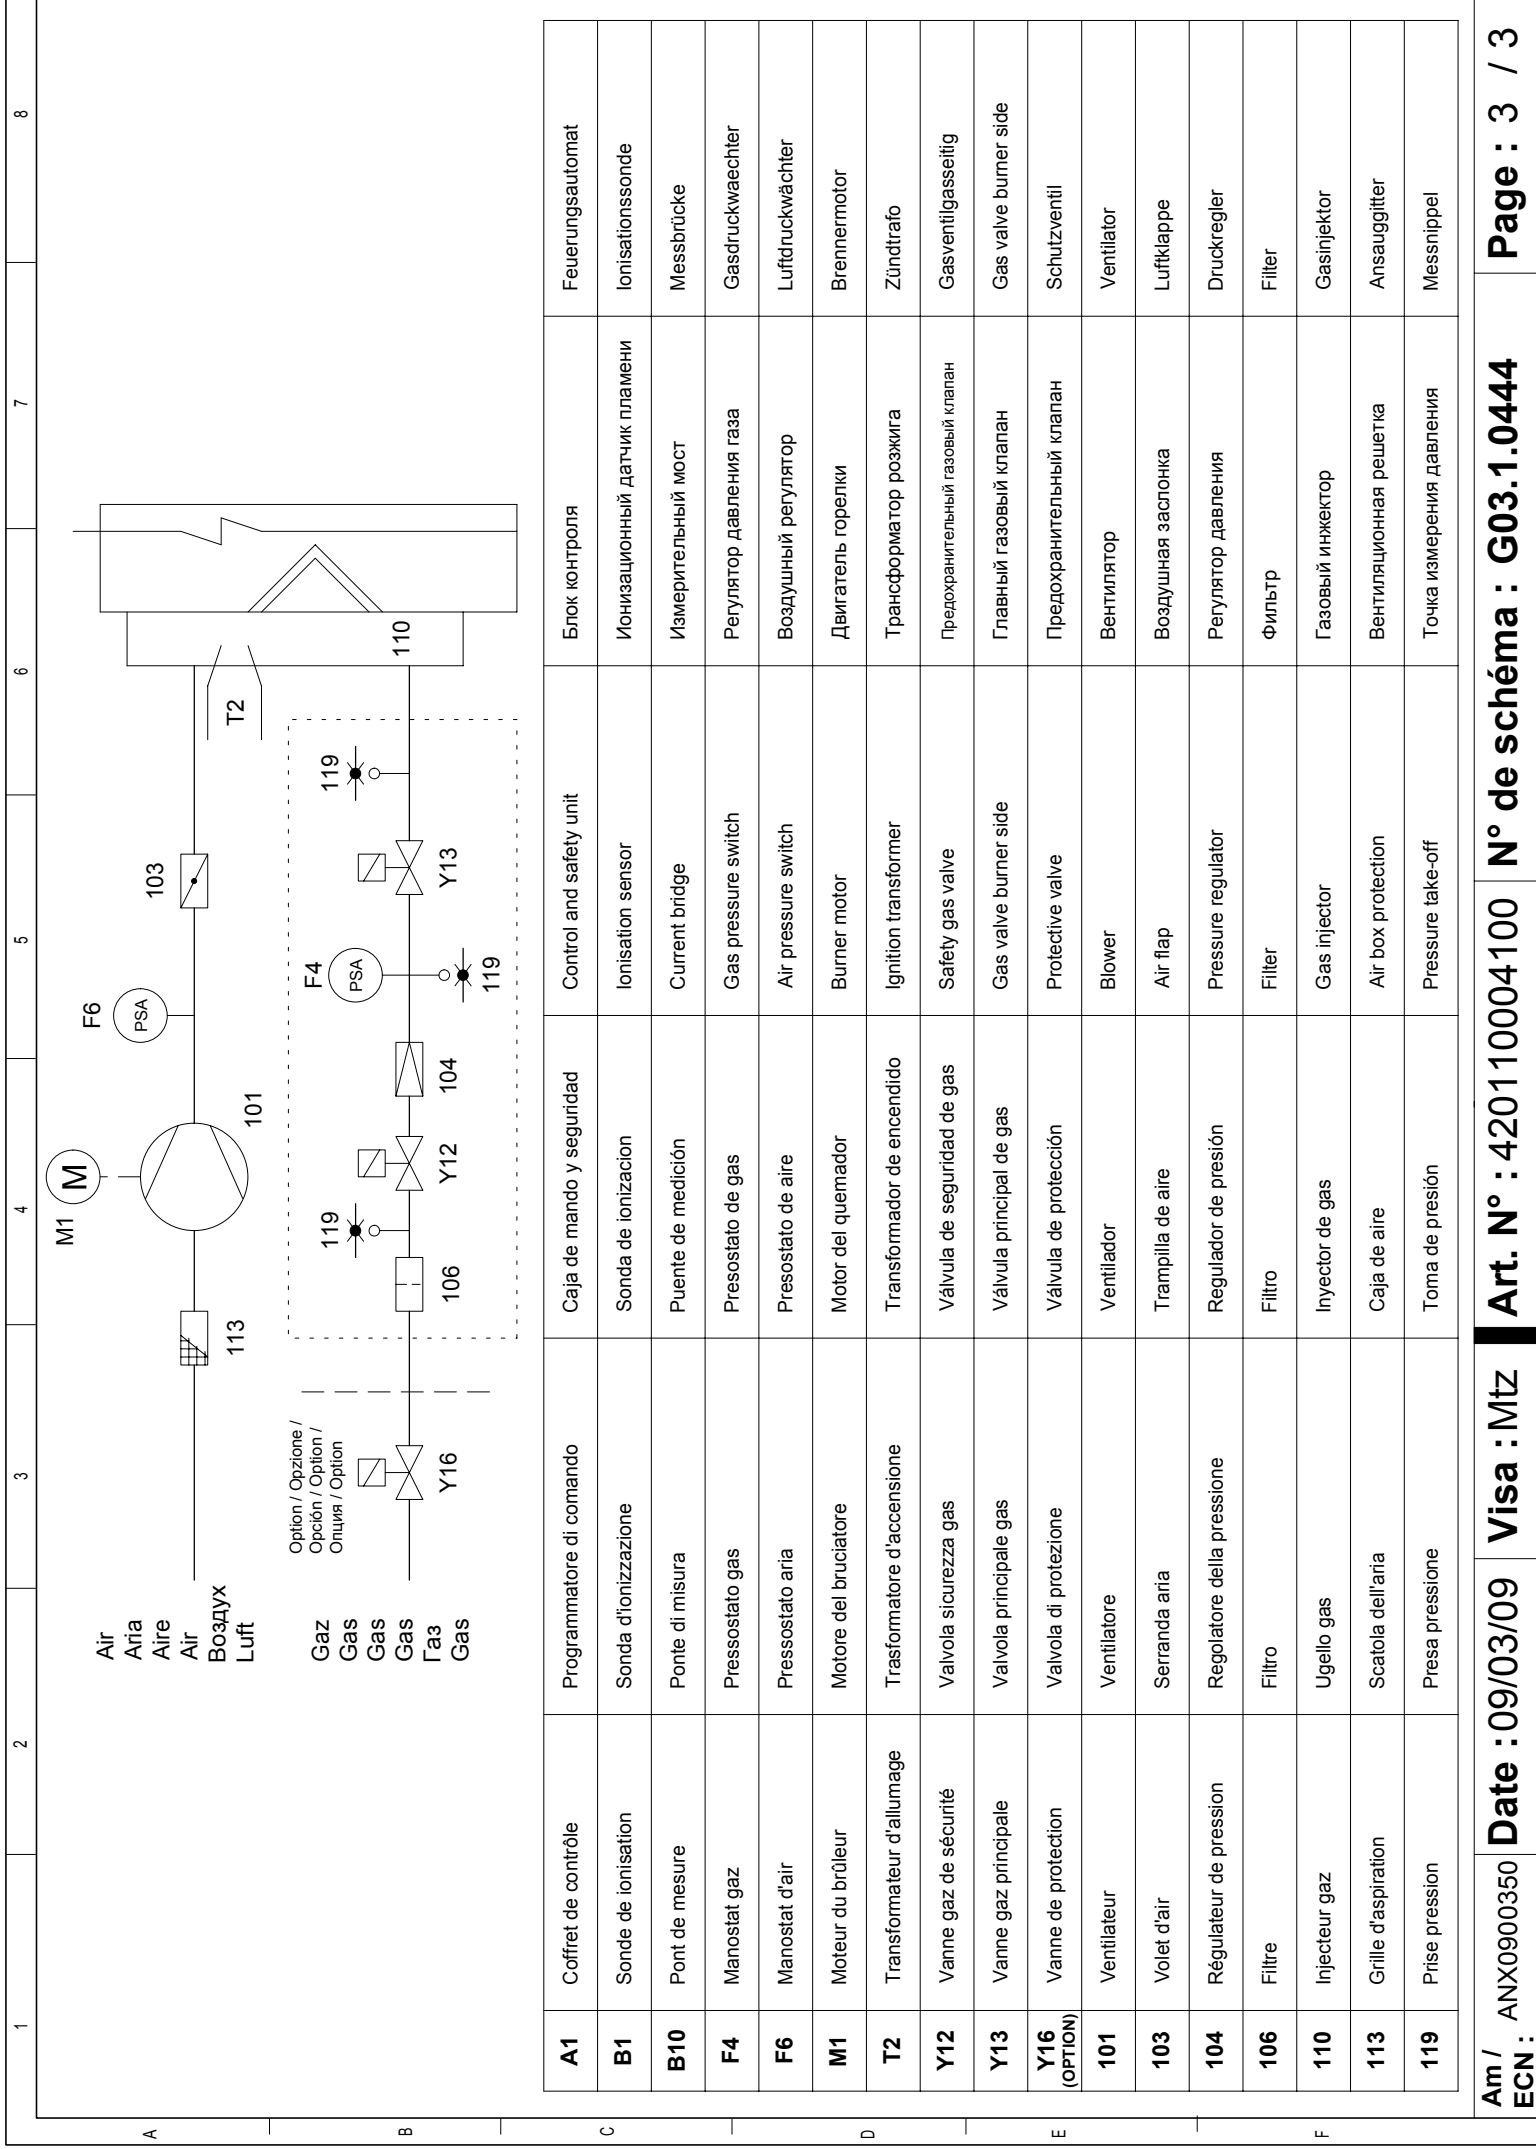 1 2 3 4 5 6 7 8
A
B
C
D
E
F
M1
M
F6
PSA
113
101
103
T2
Air
Aria
Aire
Air
Воздух
Luft
Option / Opzione /
Opción / Option /
Опция / Option
Gaz
Gas
Gas
Gas
Газ
Gas
Y16
106
119
Y12
104
F4
PSA
119
Y13
119
110
A1 Coffret de contrôle Programmatore di comando Caja de mando y seguridad Control and safety unit Блок контроля Feuerungsautomat
B1 Sonde de ionisation Sonda d'ionizzazione Sonda de ionizacion Ionisation sensor Ионизационный датчик пламени Ionisationssonde
B10 Pont de mesure Ponte di misura Puente de medición Current bridge Измерительный мост Messbrücke
F4 Manostat gaz Pressostato gas Presostato de gas Gas pressure switch Регулятор давления газа Gasdruckwaechter
F6 Manostat d'air Pressostato aria Presostato de aire Air pressure switch Воздушный регулятор Luftdruckwächter
M1 Moteur du brûleur Motore del bruciatore Motor del quemador Burner motor Двигатель горелки Brennermotor
T2 Transformateur d'allumage Trasformatore d'accensione Transformador de encendido Ignition transformer Трансформатор розжига Zündtrafo
Y12 Vanne gaz de sécurité Valvola sicurezza gas Válvula de seguridad de gas Safety gas valve Предохранительный газовый клапан Gasventilgasseitig
Y13 Vanne gaz principale Valvola principale gas Válvula principal de gas Gas valve burner side Главный газовый клапан Gas valve burner side
Y16 (OPTION) Vanne de protection Valvola di protezione Válvula de protección Protective valve Предохранительный клапан Schutzventil
101 Ventilateur Ventilatore Ventilador Blower Вентилятор Ventilator
103 Volet d'air Serranda aria Trampilla de aire Air flap Воздушная заслонка Luftklappe
104 Régulateur de pression Regolatore della pressione Regulador de presión Pressure regulator Регулятор давления Druckregler
106 Filtre Filtro Filtro Filter Фильтр Filter
110 Injecteur gaz Ugello gas Inyector de gas Gas injector Газовый инжектор Gasinjektor
113 Grille d'aspiration Scatola dell'aria Caja de aire Air box protection Вентиляционная решетка Ansauggitter
119 Prise pression Presa pressione Toma de presión Pressure take-off Точка измерения давления Messnippel
Am / ECN : ANX0900350 Date : 09/03/09 Visa : Mtz Art. N° : 420110004100 N° de schéma : G03.1.0444 Page : 3 / 3